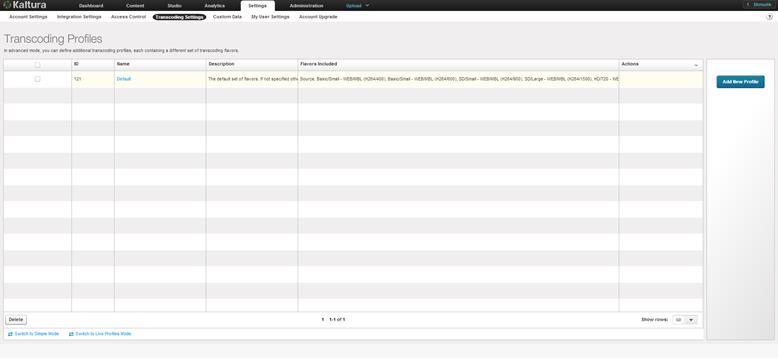 Kaltura Dashboard Content Studio Analytics Settings Administration Upload
Account Settings Integration Settings Access Control Transcoding Settings Custom Data My User Settings Account Upgrade ?
Transcoding Profiles
In advanced mode, you can define additional transcoding profiles, each containing a different set of transcoding flavors.
ID Name Description Flavors Included Actions
121 Default The default set of flavors. If not specified othe Source, Basic/Small - WEB/MBL (H264/400), Basic/Small - WEB/MBL (H264/600), SD/Small - WEB/MBL (H264/900), SD/Large - WEB/MBL (H264/1500), HD/720 - WE
Add New Profile
Delete 1 1-1 of 1 Show rows: 50
Switch to Simple Mode Switch to Live Profiles Mode